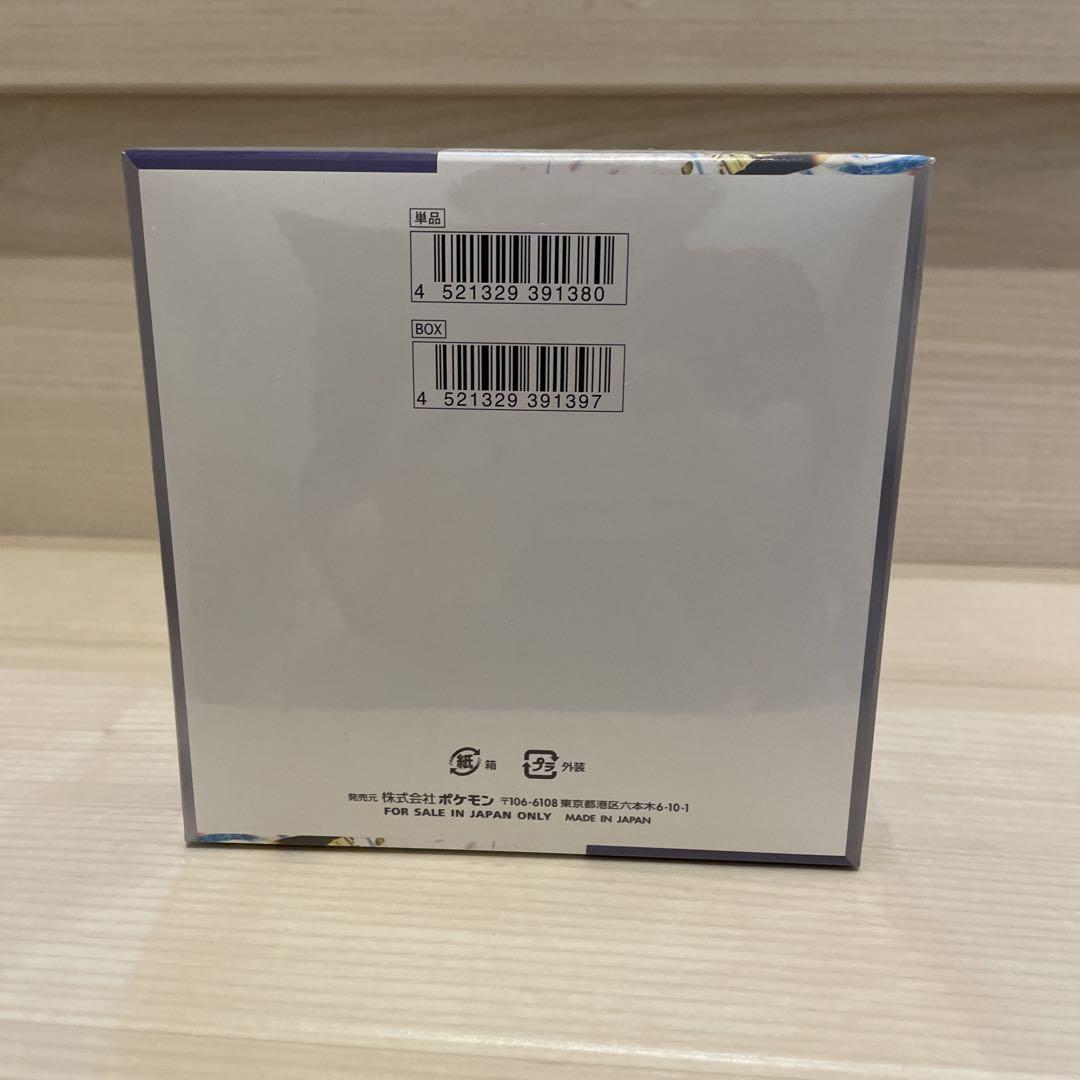 単品
4 521329 391380
BOX
4 521329 391397
紙 箱 プラ 外装
発売元 株式会社ポケモン 〒106-6108 東京都港区六本木6-10-1
FOR SALE IN JAPAN ONLY MADE IN JAPAN